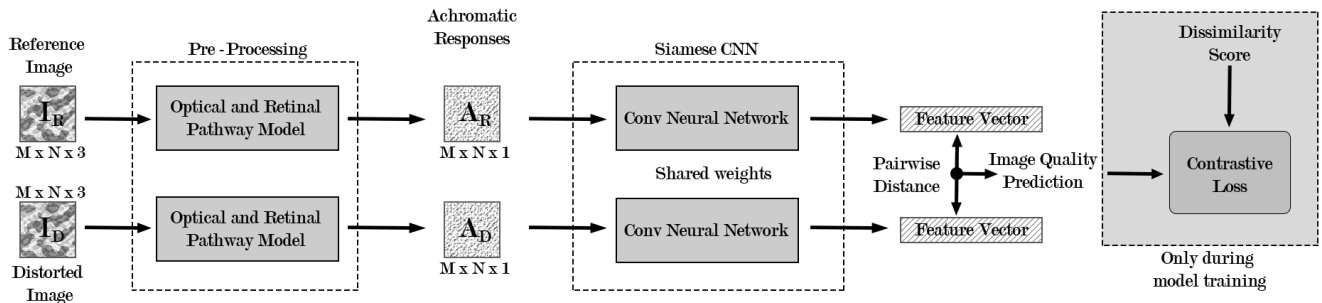 Reference
Image
I_R
M x N x 3
M x N x 3
I_D
Distorted
Image
Pre - Processing
Optical and Retinal
Pathway Model
Optical and Retinal
Pathway Model
Achromatic
Responses
A_R
M x N x 1
A_D
M x N x 1
Siamese CNN
Conv Neural Network
Shared weights
Conv Neural Network
Feature Vector
Pairwise
Distance
Image Quality
Prediction
Feature Vector
Dissimilarity
Score
Contrastive
Loss
Only during
model training